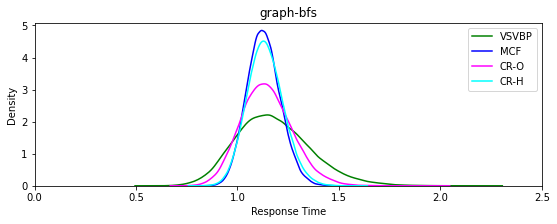 graph-bfs
VSVBP
MCF
CR-O
CR-H
Density
5
4
3
2
1
0
0.0 0.5 1.0 1.5 2.0 2.5
Response Time